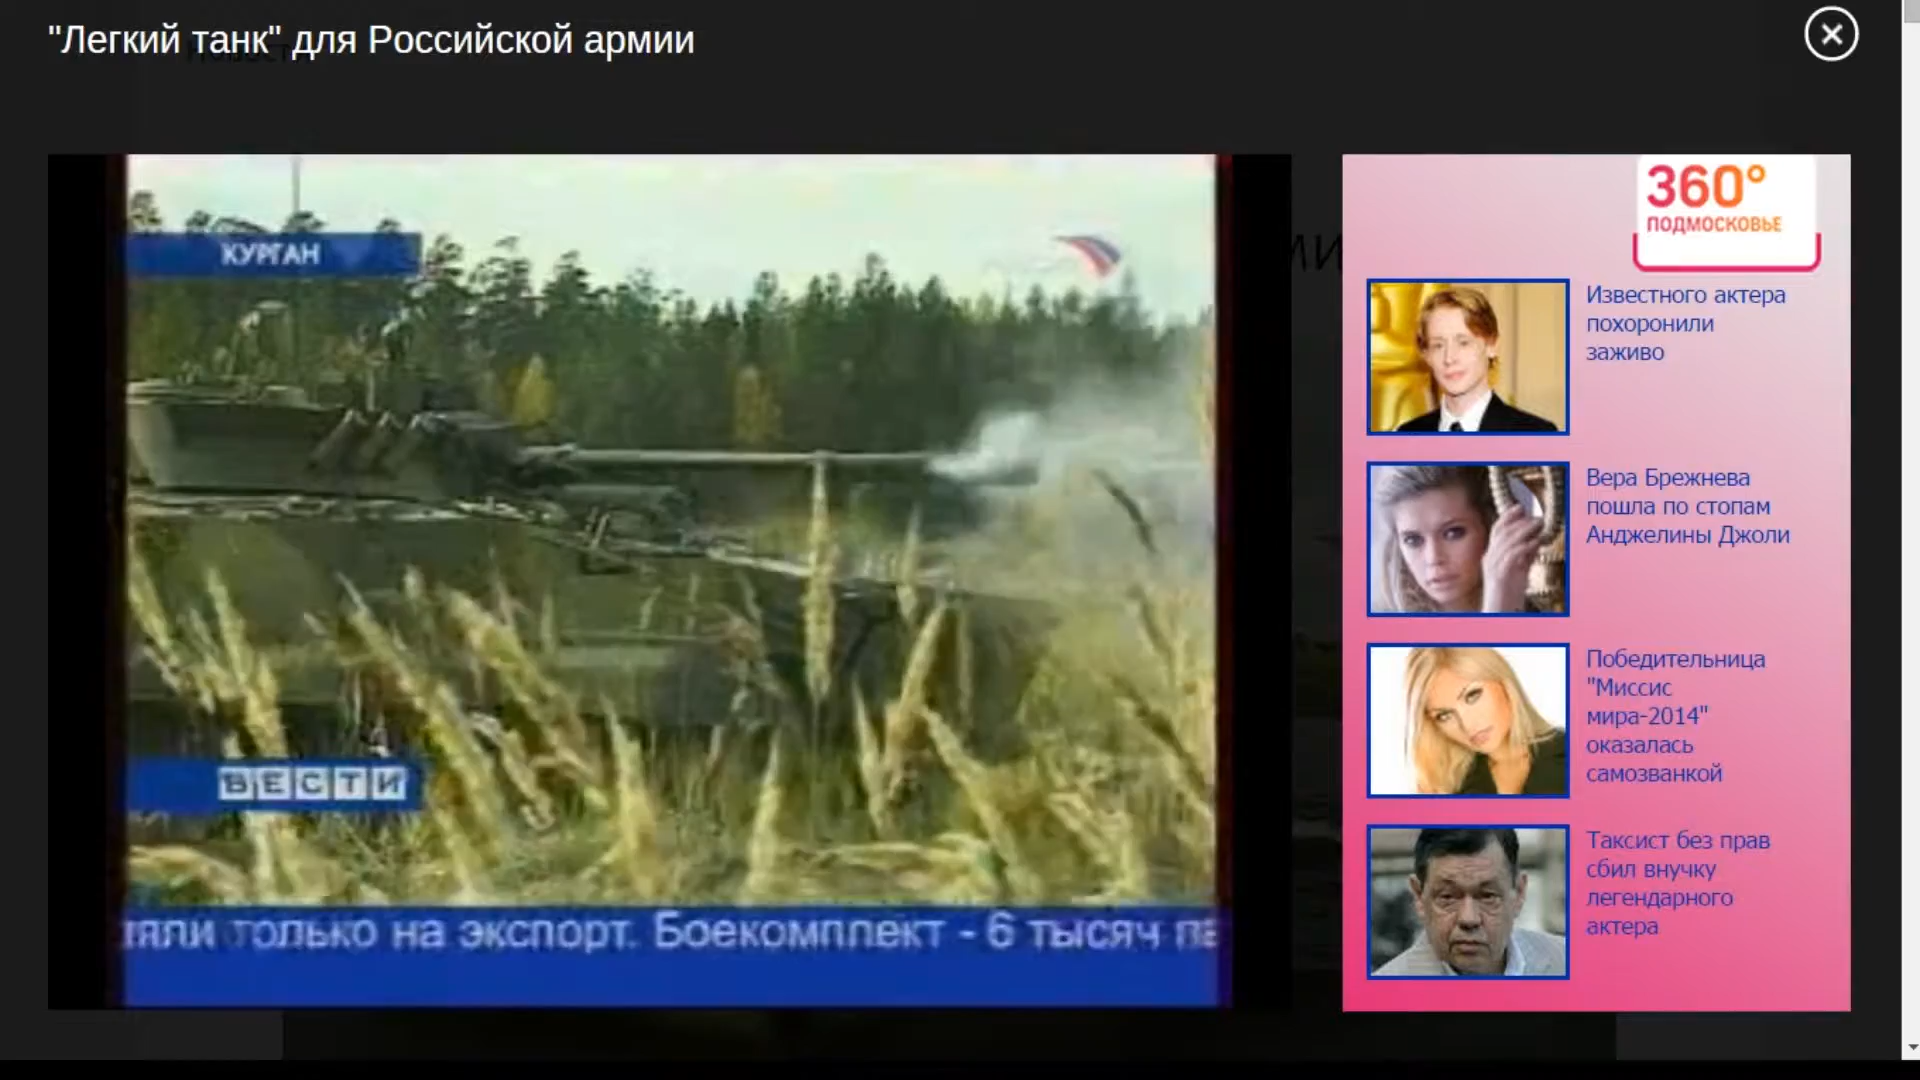 "Легкий танк" для Российской армии
КУРГАН
ВЕСТИ
только на экспорт. Боекомплект - 6 тысяч
360°
ПОДМОСКОВЬЕ
Известного актера
похоронили
заживо
Вера Брежнева
пошла по стопам
Анджелины Джоли
Победительница
"Миссис
мира-2014"
оказалась
самозванкой
Таксист без прав
сбил внучку
легендарного
актера